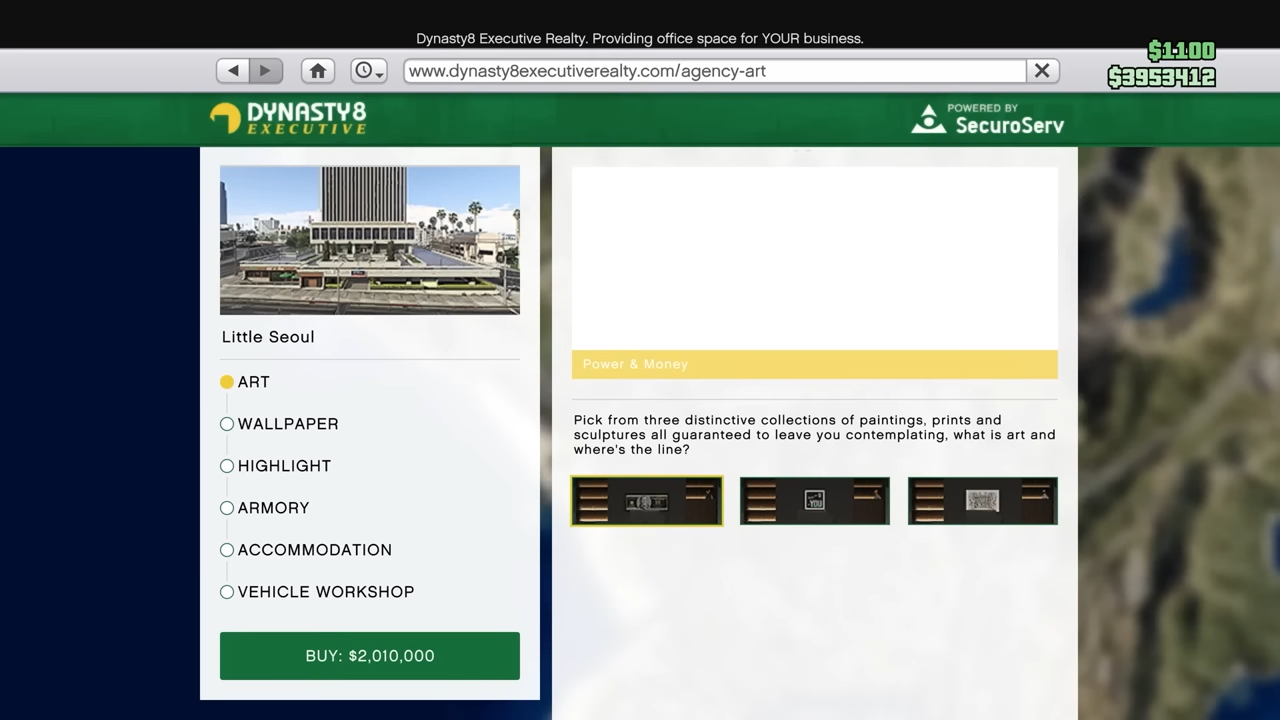 Dynasty8 Executive Realty. Providing office space for YOUR business.
$1100
www.dynasty8executiverealty.com/agency-art
$3953412
DYNASTY 8
EXECUTIVE
POWERED BY
SecuroServ
Little Seoul
ART
WALLPAPER
HIGHLIGHT
ARMORY
ACCOMMODATION
VEHICLE WORKSHOP
BUY: $2,010,000
Power & Money
Pick from three distinctive collections of paintings, prints and
sculptures all guaranteed to leave you contemplating, what is art and
where's the line?
-YOU